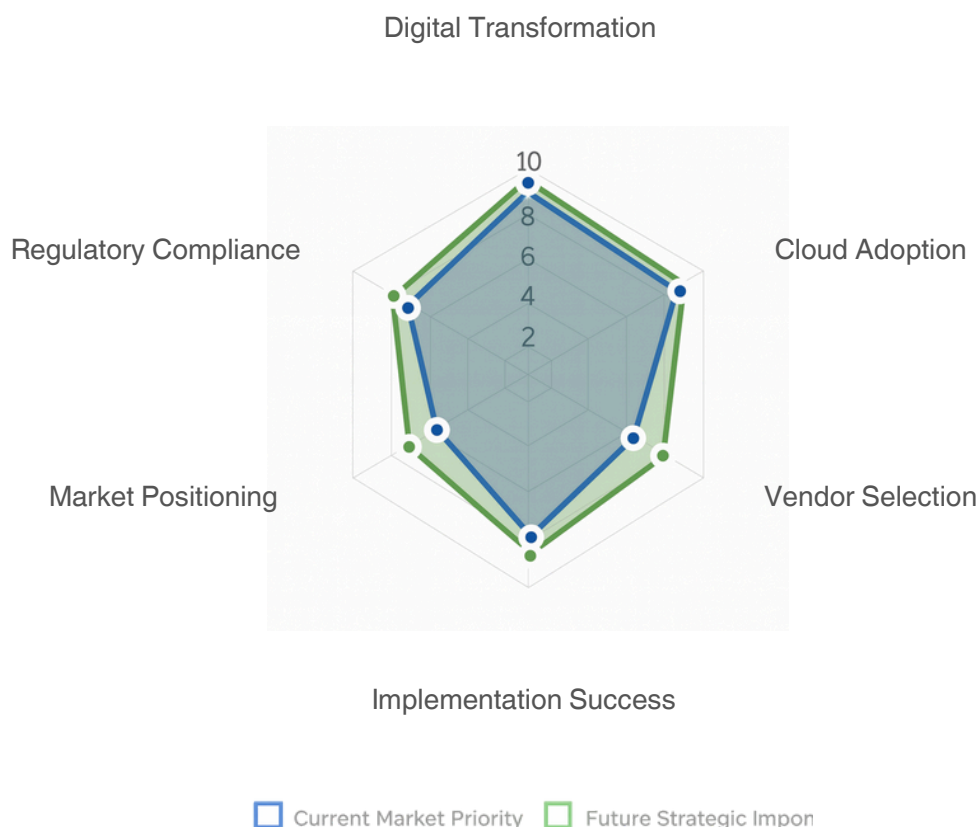 Digital Transformation
10
8
Regulatory Compliance
Cloud Adoption
6
4
2
Market Positioning
Vendor Selection
Implementation Success
Current Market Priority
Future Strategic Impor